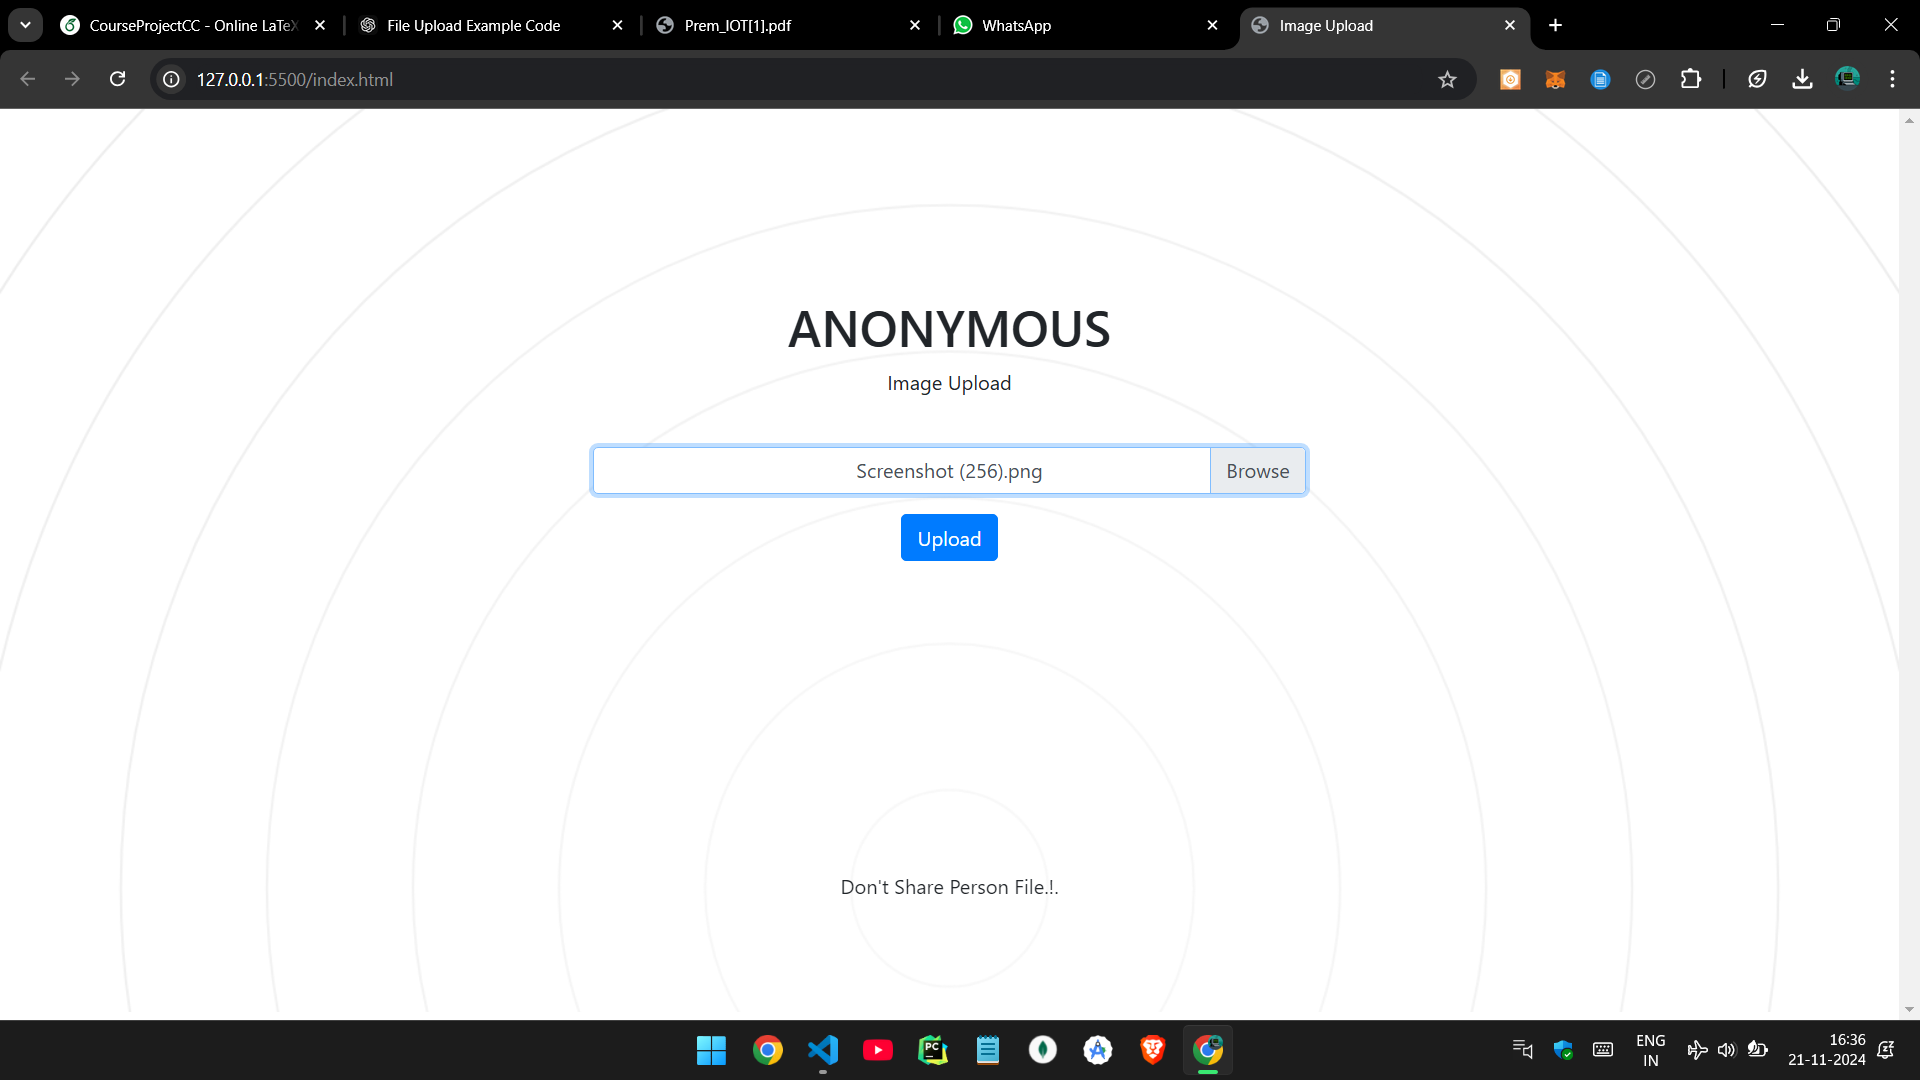 CourseProjectCC - Online LaTeX
File Upload Example Code
Prem_IOT[1].pdf
WhatsApp
Image Upload
127.0.0.1:5500/index.html
ANONYMOUS
Image Upload
Screenshot (256).png
Browse
Upload
Don't Share Person File.!.
PC
ENG
IN
16:36
21-11-2024